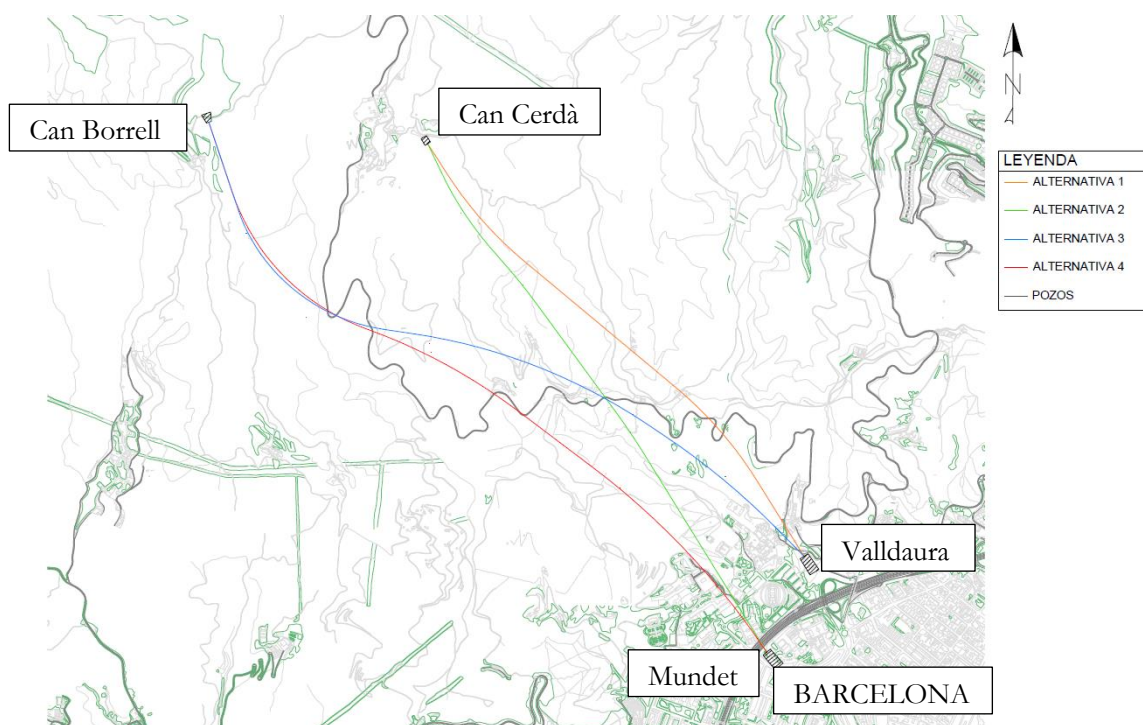 N
Can Borrell
Can Cerdà
LEYENDA
ALTERNATIVA 1
ALTERNATIVA 2
ALTERNATIVA 3
ALTERNATIVA 4
POZOS
Valldaura
Mundet
BARCELONA